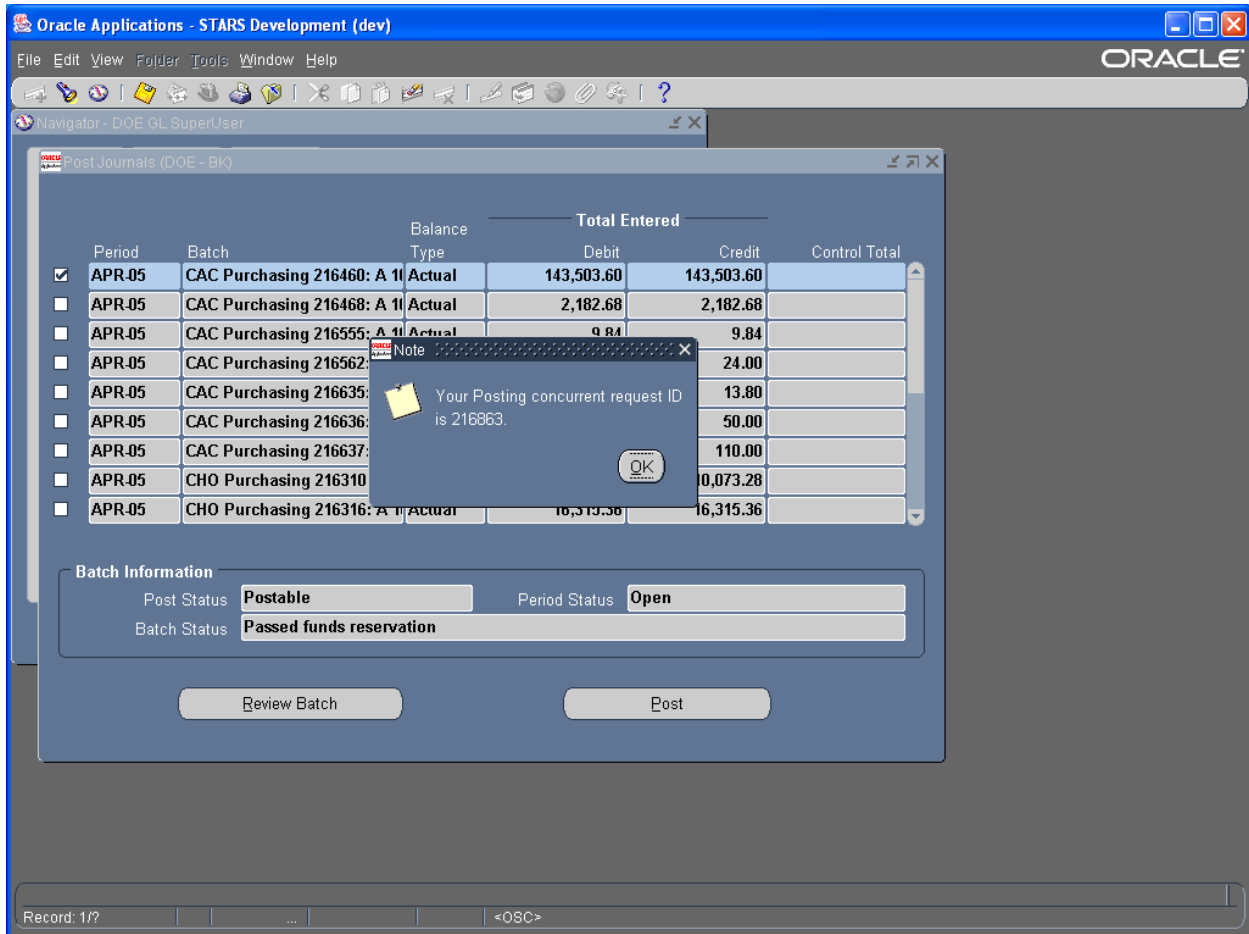 Oracle Applications - STARS Development (dev)
File Edit View Folder Tools Window Help
ORACLE
Navigator - DOE GL SuperUser
Post Journals (DOE - BK)
Total Entered
Balance
Period Batch Type Debit Credit Control Total
APR-05 CAC Purchasing 216460: A 1 Actual 143,503.60 143,503.60
APR-05 CAC Purchasing 216468: A 1 Actual 2,182.68 2,182.68
APR-05 CAC Purchasing 216555: A 1 Actual 9.84 9.84
APR-05 CAC Purchasing 216562: 24.00
APR-05 CAC Purchasing 216635: 13.80
APR-05 CAC Purchasing 216636: 50.00
APR-05 CAC Purchasing 216637: 110.00
APR-05 CHO Purchasing 216310 0,073.28
APR-05 CHO Purchasing 216316: A 1 Actual 16,315.36 16,315.36
Note
Your Posting concurrent request ID
is 216863.
OK
Batch Information
Post Status Postable Period Status Open
Batch Status Passed funds reservation
Review Batch Post
Record: 1/? ... <OSC>